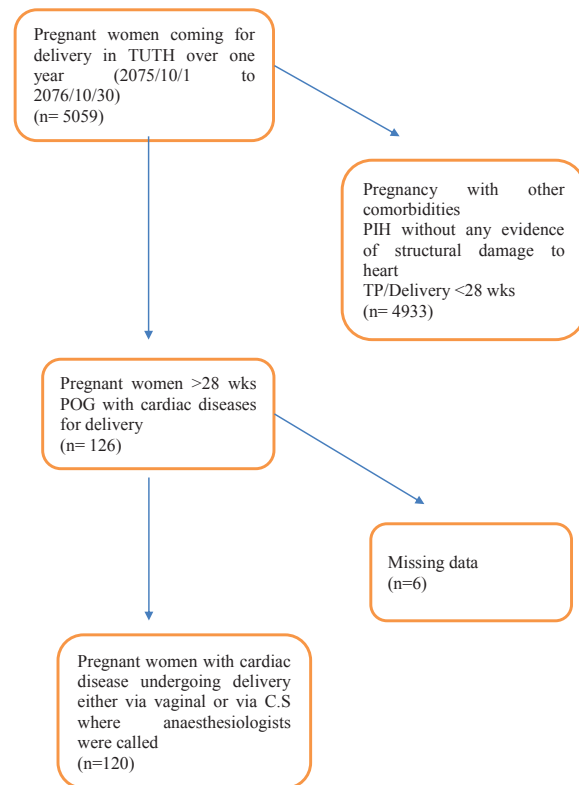 Pregnant women coming for
delivery in TUTH over one
year (2075/10/1 to
2076/10/30)
(n= 5059)
Pregnancy with other
comorbidities
PIH without any evidence
of structural damage to
heart
TP/Delivery <28 wks
(n= 4933)
Pregnant women >28 wks
POG with cardiac diseases
for delivery
(n= 126)
Missing data
(n=6)
Pregnant women with cardiac
disease undergoing delivery
either via vaginal or via C.S
where anaesthesiologists
were called
(n=120)